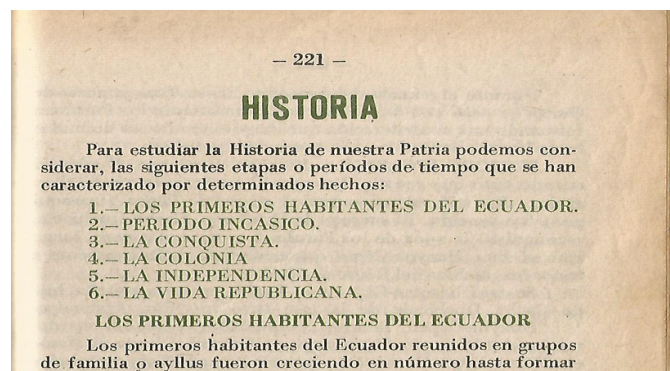 — 221 —
HISTORIA
Para estudiar la Historia de nuestra Patria podemos con-
siderar, las siguientes etapas o períodos de tiempo que se han
caracterizado por determinados hechos:
1.— LOS PRIMEROS HABITANTES DEL ECUADOR.
2.— PERIODO INCASICO.
3.— LA CONQUISTA.
4.— LA COLONIA
5.— LA INDEPENDENCIA.
6.— LA VIDA REPUBLICANA.
LOS PRIMEROS HABITANTES DEL ECUADOR
Los primeros habitantes del Ecuador reunidos en grupos
de familia o ayllus fueron creciendo en número hasta formar